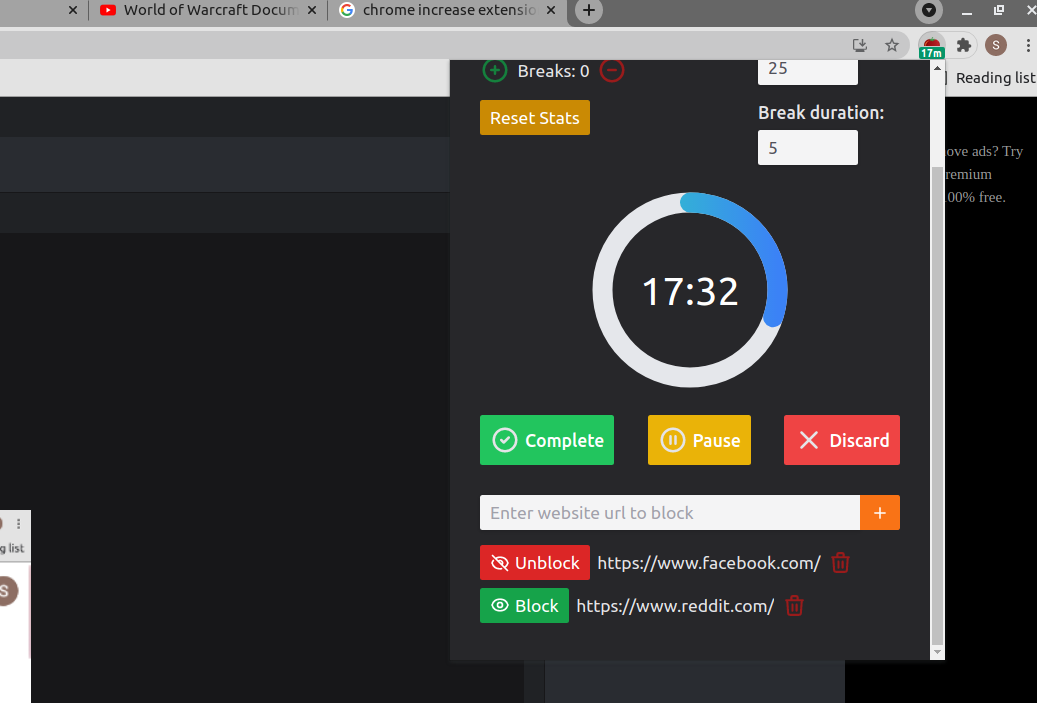 World of Warcraft Docum
chrome increase extensio
S
17m
Reading list
Breaks: 0
25
Reset Stats
Break duration:
5
ove ads? Try
remium
100% free.
17:32
Complete
Pause
Discard
Enter website url to block
+
Unblock https://www.facebook.com/
Block https://www.reddit.com/
g list
S